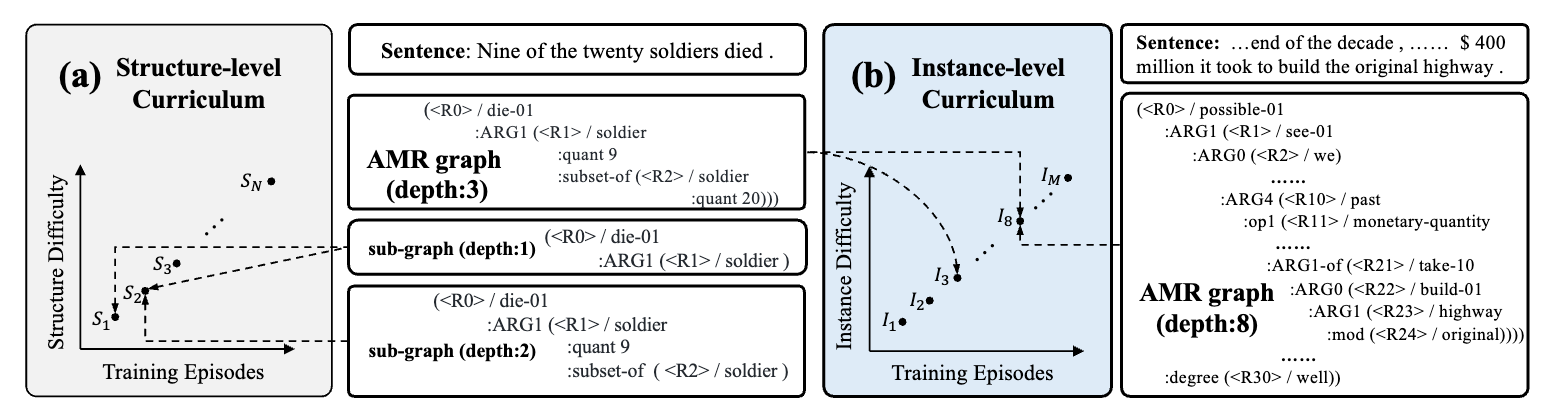 (a) Structure-level
Curriculum
Structure Difficulty
S_N
S_3
S_2
S_1
Training Episodes
Sentence: Nine of the twenty soldiers died .
(<R0> / die-01
:ARG1 (<R1> / soldier
:quant 9
:subset-of (<R2> / soldier
:quant 20)))
AMR graph
(depth:3)
sub-graph (depth:1)
(<R0> / die-01
:ARG1 (<R1> / soldier )
sub-graph (depth:2)
(<R0> / die-01
:ARG1 (<R1> / soldier
:quant 9
:subset-of ( <R2> / soldier )
(b) Instance-level
Curriculum
Instance Difficulty
I_M
I_8
I_3
I_2
I_1
Training Episodes
Sentence: …end of the decade , …… $ 400
million it took to build the original highway .
(<R0> / possible-01
:ARG1 (<R1> / see-01
:ARG0 (<R2> / we)
……
:ARG4 (<R10> / past
:op1 (<R11> / monetary-quantity
……
:ARG1-of (<R21> / take-10
:ARG0 (<R22> / build-01
:ARG1 (<R23> / highway
:mod (<R24> / original))))
……
:degree (<R30> / well))
AMR graph
(depth:8)